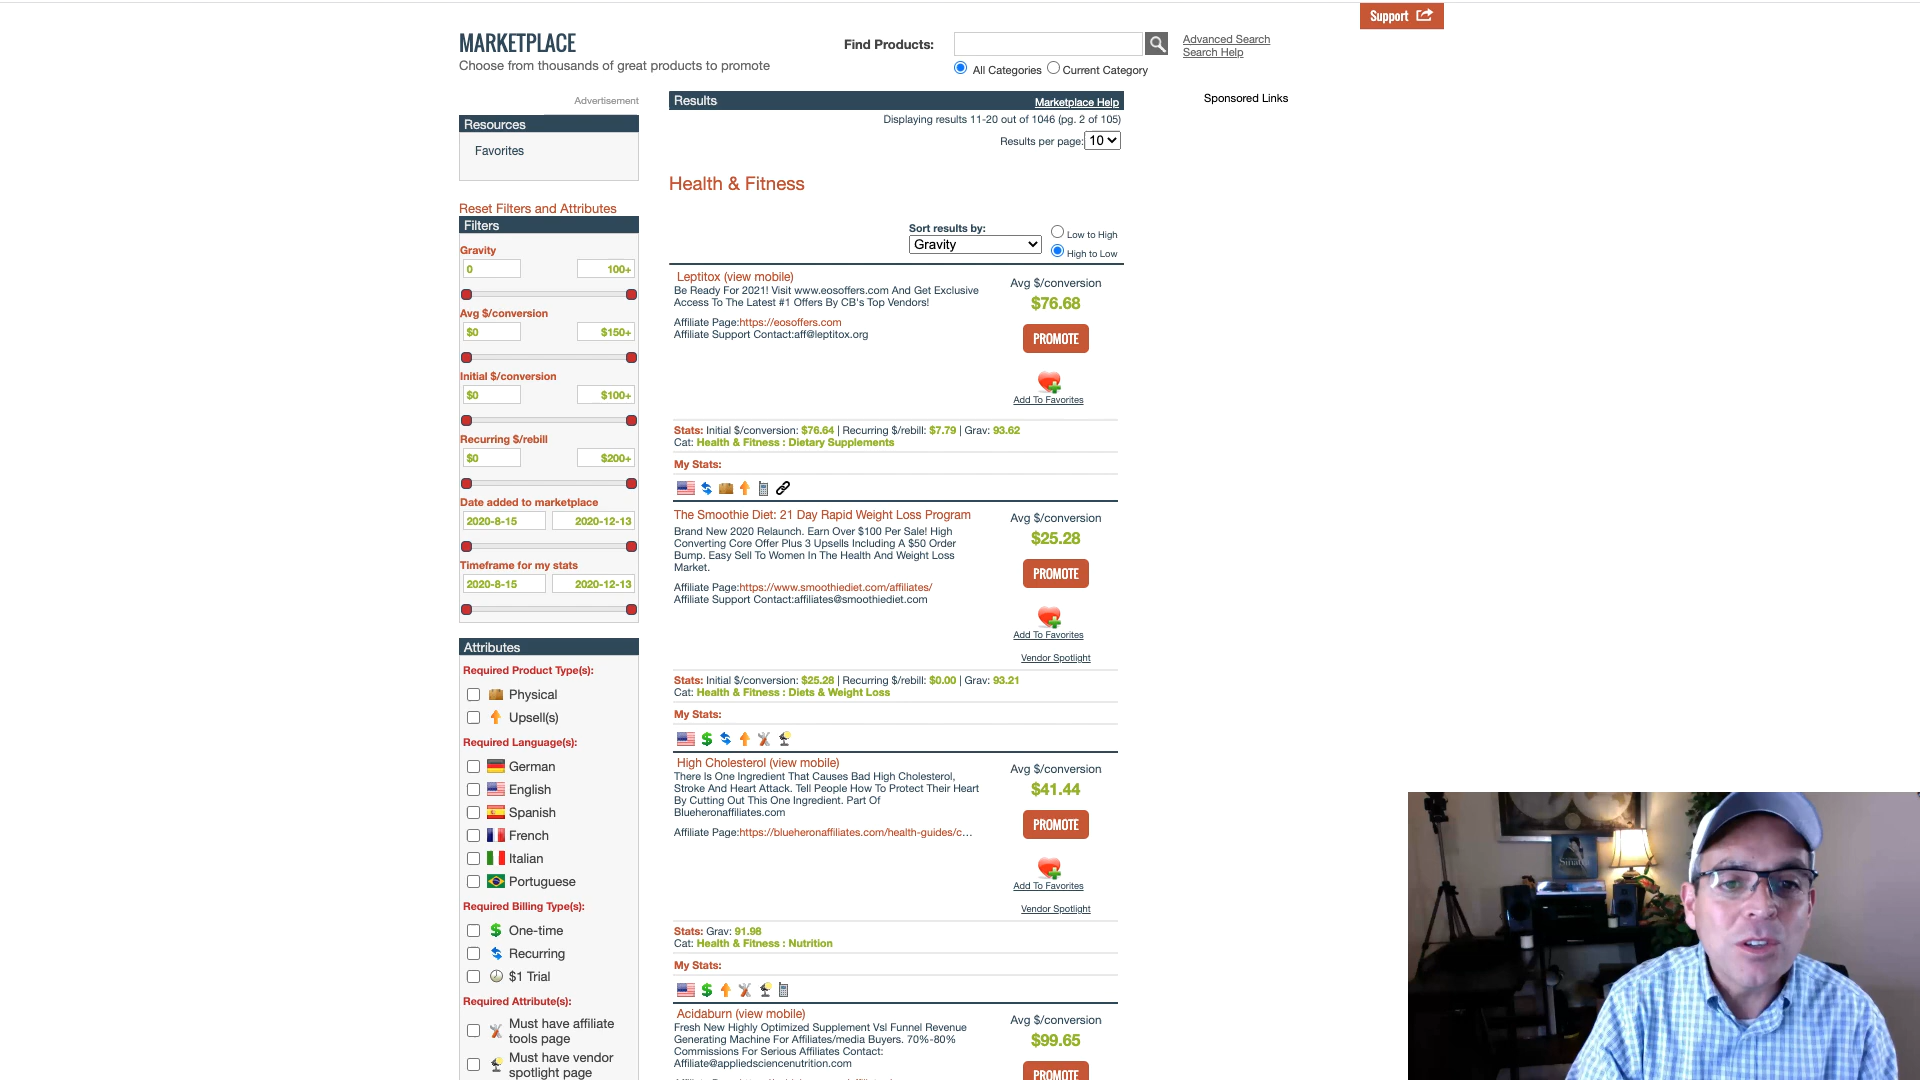 Support
MARKETPLACE
Choose from thousands of great products to promote
Find Products:
Advanced Search
Search Help
All Categories Current Category
Advertisement
Resources
Favorites
Reset Filters and Attributes
Filters
Gravity
0 100+
Avg $/conversion
$0 $150+
Initial $/conversion
$0 $100+
Recurring $/rebill
$0 $200+
Date added to marketplace
2020-8-15 2020-12-13
Timeframe for my stats
2020-8-15 2020-12-13
Attributes
Required Product Type(s):
Physical
Upsell(s)
Required Language(s):
German
English
Spanish
French
Italian
Portuguese
Required Billing Type(s):
One-time
Recurring
$1 Trial
Required Attribute(s):
Must have affiliate
tools page
Must have vendor
spotlight page
Results Marketplace Help
Displaying results 11-20 out of 1046 (pg. 2 of 105)
Results per page: 10
Health & Fitness
Sort results by:
Gravity
Low to High
High to Low
Leptitox (view mobile)
Be Ready For 2021! Visit www.eosoffers.com And Get Exclusive
Access To The Latest #1 Offers By CB's Top Vendors!
Affiliate Page:https://eosoffers.com
Affiliate Support Contact:aff@leptitox.org
Avg $/conversion
$76.68
PROMOTE
Add To Favorites
Stats: Initial $/conversion: $76.64 | Recurring $/rebill: $7.79 | Grav: 93.62
Cat: Health & Fitness : Dietary Supplements
My Stats:
The Smoothie Diet: 21 Day Rapid Weight Loss Program
Brand New 2020 Relaunch. Earn Over $100 Per Sale! High
Converting Core Offer Plus 3 Upsells Including A $50 Order
Bump. Easy Sell To Women In The Health And Weight Loss
Market.
Affiliate Page:https://www.smoothiediet.com/affiliates/
Affiliate Support Contact:affiliates@smoothiediet.com
Avg $/conversion
$25.28
PROMOTE
Add To Favorites
Vendor Spotlight
Stats: Initial $/conversion: $25.28 | Recurring $/rebill: $0.00 | Grav: 93.21
Cat: Health & Fitness : Diets & Weight Loss
My Stats:
High Cholesterol (view mobile)
There Is One Ingredient That Causes Bad High Cholesterol,
Stroke And Heart Attack. Tell People How To Protect Their Heart
By Cutting Out This One Ingredient. Part Of
Blueheronaffiliates.com
Affiliate Page:https://blueheronaffiliates.com/health-guides/c...
Avg $/conversion
$41.44
PROMOTE
Add To Favorites
Vendor Spotlight
Stats: Grav: 91.98
Cat: Health & Fitness : Nutrition
My Stats:
Acidaburn (view mobile)
Fresh New Highly Optimized Supplement Vsl Funnel Revenue
Generating Machine For Affiliates/media Buyers. 70%-80%
Commissions For Serious Affiliates Contact:
Affiliate@appliedsciencenutrition.com
Avg $/conversion
$99.65
PROMOTE
Sponsored Links
Sinatra